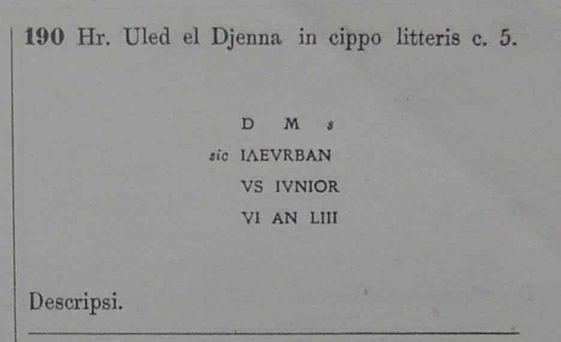 190 Hr. Uled el Djenna in cippo litteris c. 5.
D M s
sic IΛEVRBAN
VS IVNIOR
VI AN LIII
Descripsi.